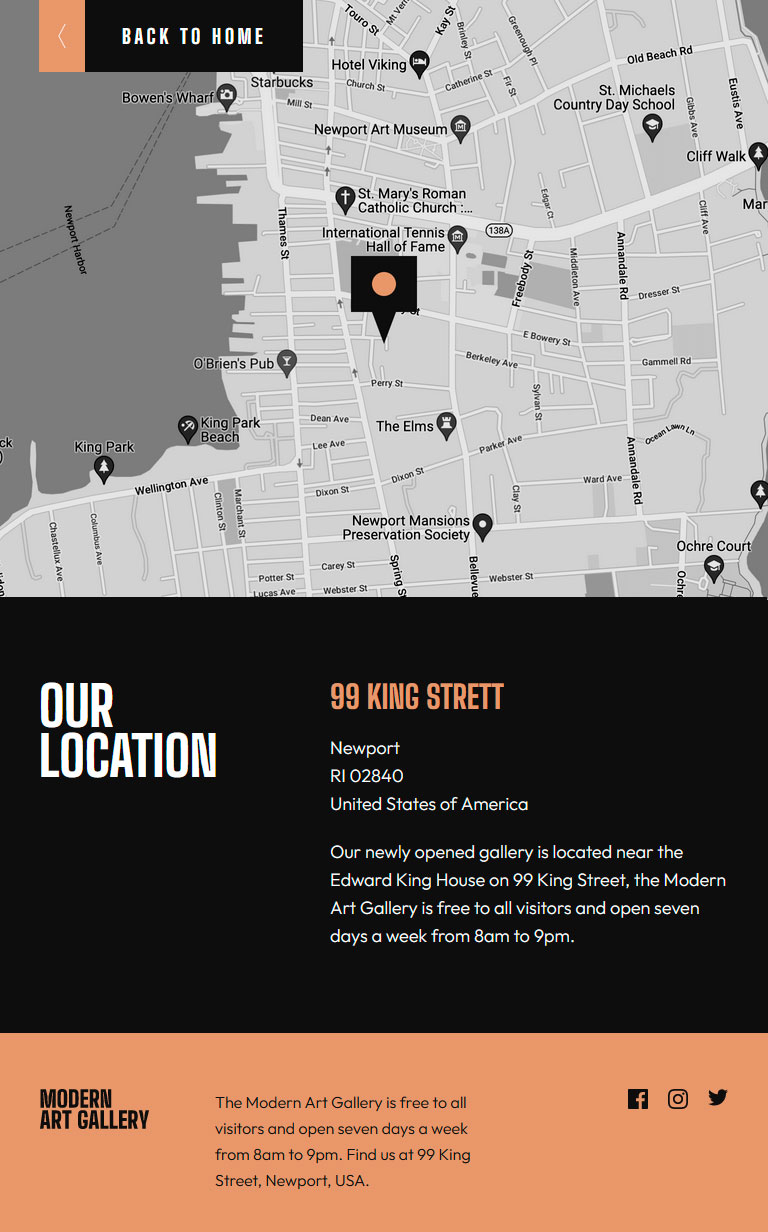 BACK TO HOME
Touro St
Mt Vern
Kay St
Brinley St
Greenough Pl
Old Beach Rd
Hotel Viking
Starbucks
Church St
Catherine St
Fir St
Eustis Ave
Bowen's Wharf
Mill St
St. Michaels
Country Day School
Gibbs Ave
Newport Art Museum
Cliff Walk
St. Mary's Roman
Catholic Church :...
Edgar Ct
Cliff Ave
Mar
Newport Harbor
Thames St
International Tennis
Hall of Fame
138A
Freebody St
Middleton Ave
Annandale Rd
Dresser St
y St
E Bowery St
O'Brien's Pub
Berkeley Ave
Gammell Rd
Perry St
Sylvan St
King Park
Beach
Dean Ave
The Elms
Ocean Lawn Ln
ck
)
King Park
Lee Ave
Parker Ave
Annandale Rd
Wellington Ave
Dixon St
Dixon St
Ward Ave
Clinton St
Marchant St
Clay St
Chastellux Ave
Columbus Ave
Newport Mansions
Preservation Society
Ochre Court
Carey St
Spring St
Bellevue
Potter St
Webster St
Webster St
Ochre
Lucas Ave
OUR
LOCATION
99 KING STRETT
Newport
RI 02840
United States of America
Our newly opened gallery is located near the
Edward King House on 99 King Street, the Modern
Art Gallery is free to all visitors and open seven
days a week from 8am to 9pm.
MODERN
ART GALLERY
The Modern Art Gallery is free to all
visitors and open seven days a week
from 8am to 9pm. Find us at 99 King
Street, Newport, USA.